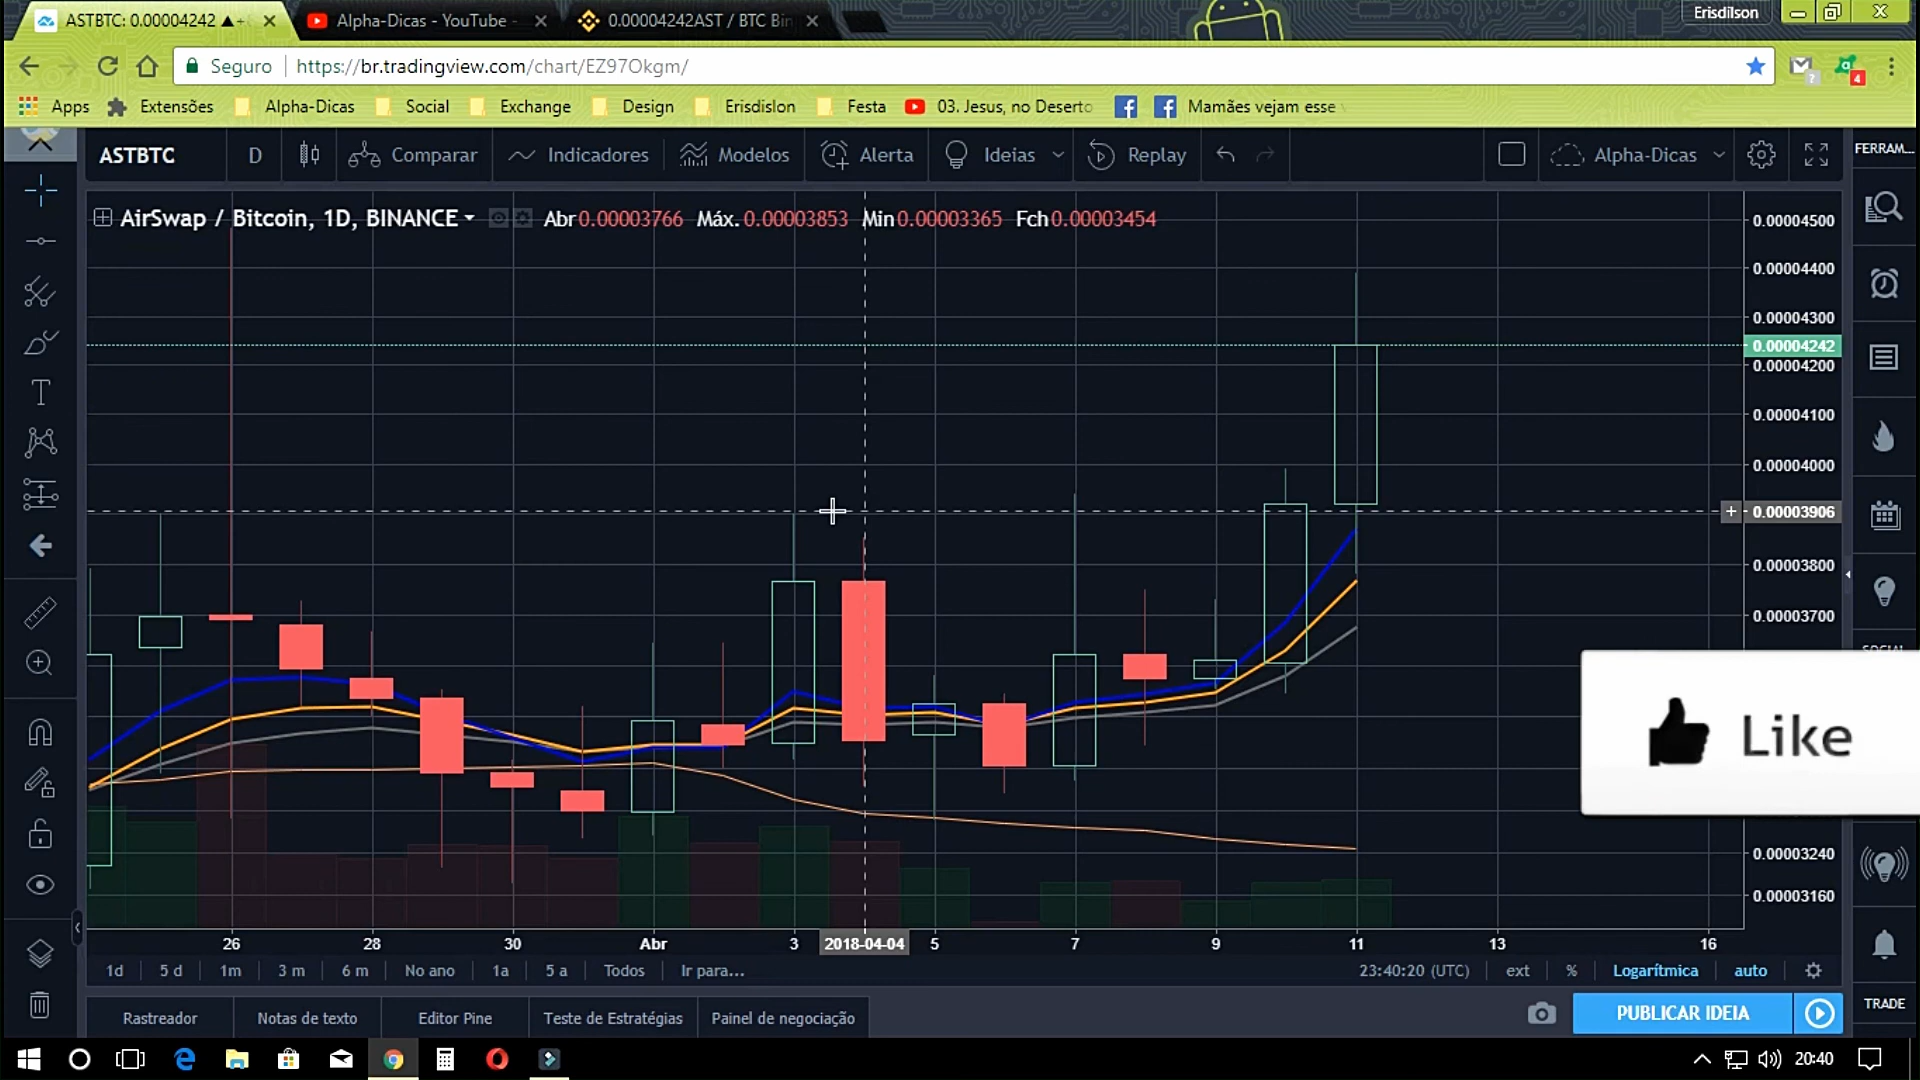 ASTBTC: 0.00004242 ▲+
Alpha-Dicas - YouTube -
0.00004242AST / BTC Bin
Erisdilson
Seguro
https://br.tradingview.com/chart/EZ97Okgm/
?
4
Apps
Extensões
Alpha-Dicas
Social
Exchange
Design
Erisdislon
Festa
03. Jesus, no Deserto
Mamães vejam esse
ASTBTC
D
Comparar
Indicadores
Modelos
Alerta
Ideias
Replay
Alpha-Dicas
FERRAM...
AirSwap / Bitcoin, 1D, BINANCE
Abr0.00003766 Máx. 0.00003853 Min0.00003365 Fch0.00003454
0.00004500
0.00004400
0.00004300
0.00004242
0.00004200
0.00004100
0.00004000
0.00003906
0.00003800
0.00003700
Like
0.00003240
0.00003160
26
28
30
Abr
3
2018-04-04
5
7
9
11
13
16
1d
5 d
1m
3 m
6 m
No ano
1a
5 a
Todos
Ir para...
23:40:20 (UTC)
ext
%
Logarítmica
auto
Rastreador
Notas de texto
Editor Pine
Teste de Estratégias
Painel de negociação
PUBLICAR IDEIA
TRADE
20:40